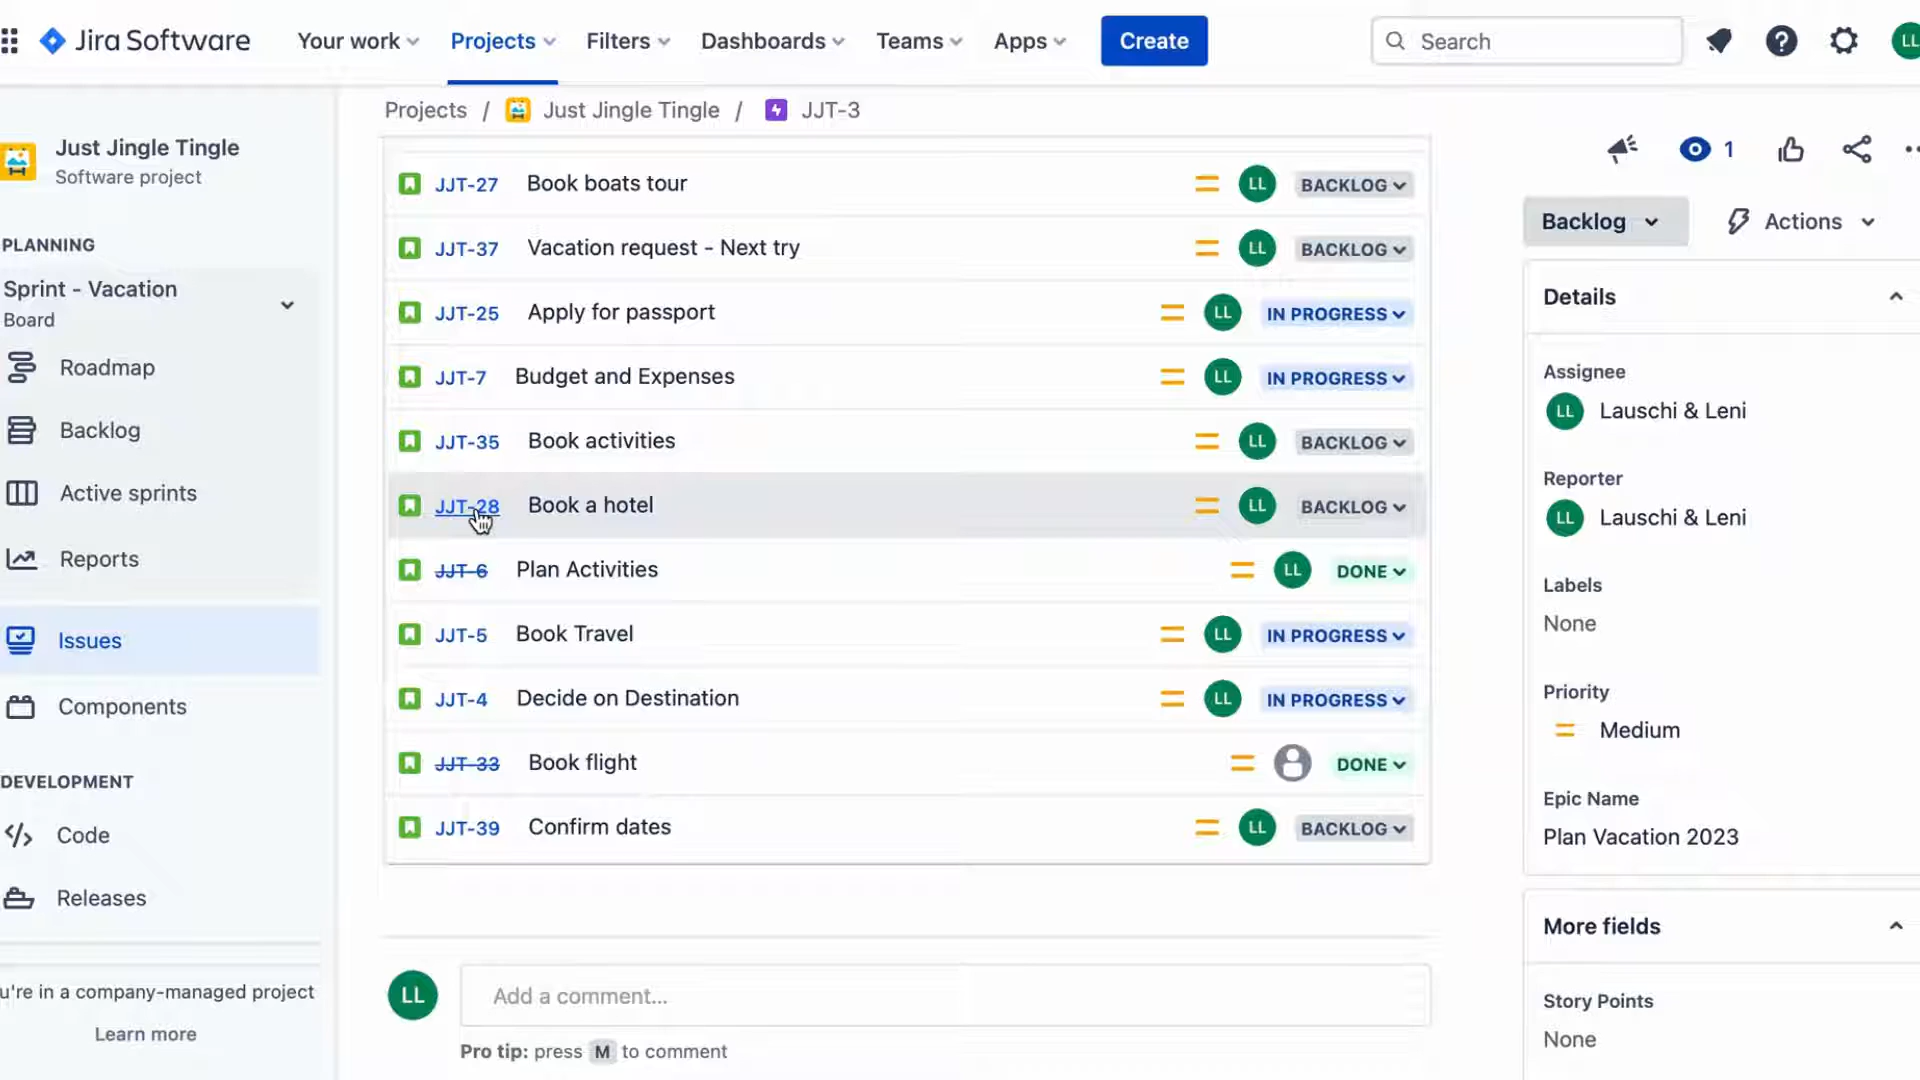 Jira Software
Your work
Projects
Filters
Dashboards
Teams
Apps
Create
Search
LL
Projects / Just Jingle Tingle / JJT-3
Just Jingle Tingle
Software project
PLANNING
Sprint - Vacation
Board
Roadmap
Backlog
Active sprints
Reports
Issues
Components
DEVELOPMENT
Code
Releases
u're in a company-managed project
Learn more
JJT-27 Book boats tour LL BACKLOG
JJT-37 Vacation request - Next try LL BACKLOG
JJT-25 Apply for passport LL IN PROGRESS
JJT-7 Budget and Expenses LL IN PROGRESS
JJT-35 Book activities LL BACKLOG
JJT-28 Book a hotel LL BACKLOG
JJT-6 Plan Activities LL DONE
JJT-5 Book Travel LL IN PROGRESS
JJT-4 Decide on Destination LL IN PROGRESS
JJT-33 Book flight DONE
JJT-39 Confirm dates LL BACKLOG
LL Add a comment...
Pro tip: press M to comment
1
Backlog
Actions
Details
Assignee
LL Lauschi & Leni
Reporter
LL Lauschi & Leni
Labels
None
Priority
Medium
Epic Name
Plan Vacation 2023
More fields
Story Points
None